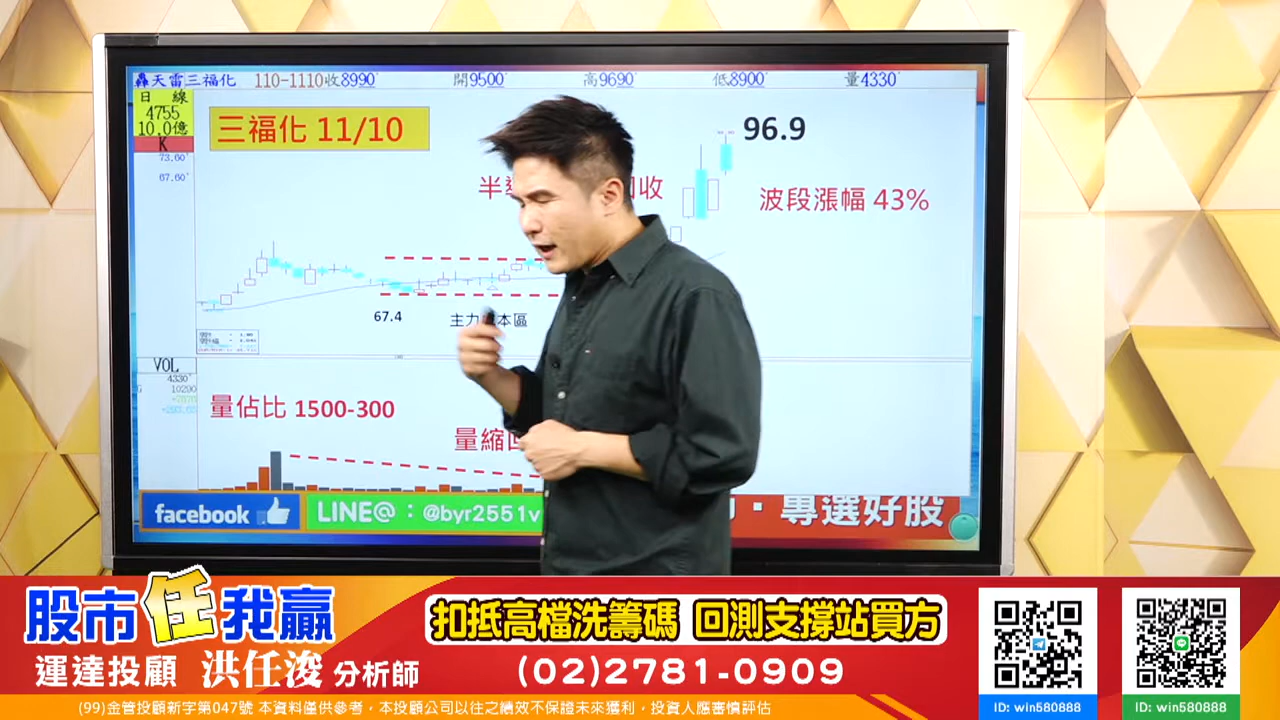 轟天雷三福化 110-1110收8990 開9500 高9690 低8900 量4330
日 線
4755
10.0億
K
73.60
67.60
三福化 11/10
96.9
半
收
波段漲幅 43%
67.4
主力
本區
VOL
4330
10290
量佔比 1500-300
量縮
facebook
LINE@：@byr2551v
・專選好股
股市任我贏
運達投顧 洪任浚 分析師
扣抵高檔洗籌碼 回測支撐站買方
(02)2781-0909
ID: win580888
ID: win580888
(99)金管投顧新字第047號 本資料僅供參考，本投顧公司以往之績效不保證未來獲利，投資人應審慎評估